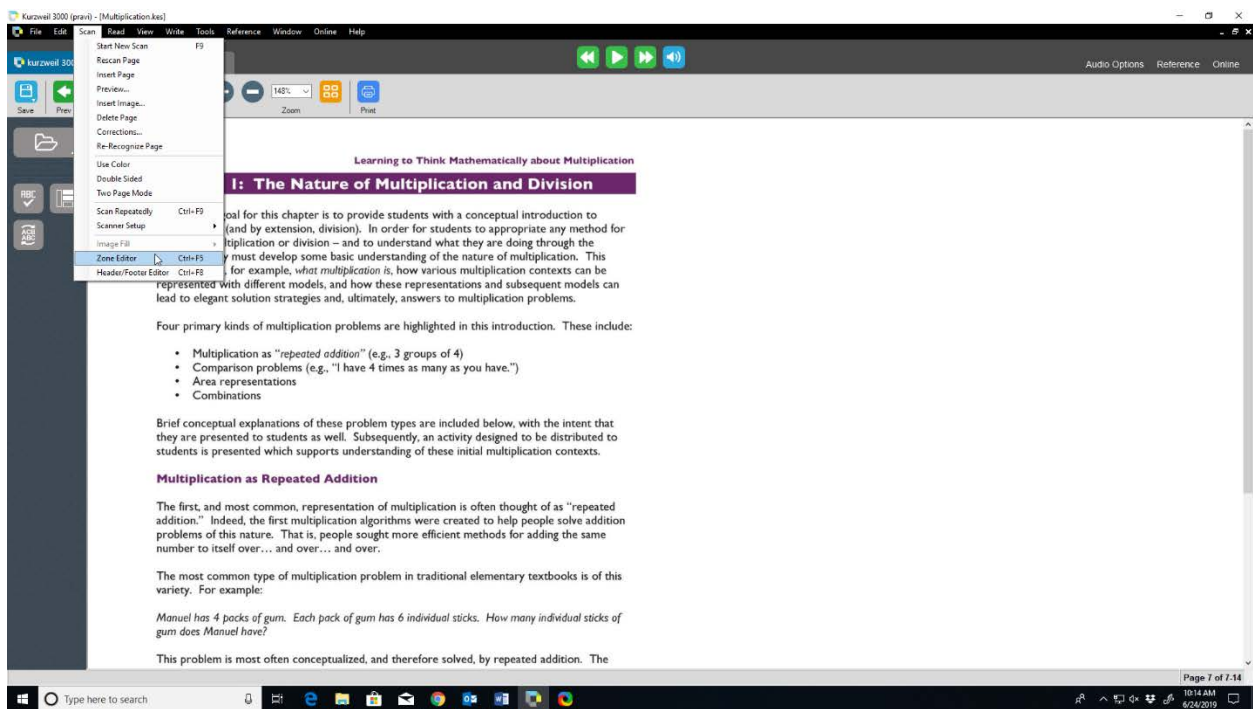 Kurzweil 3000 (pravi) - [Multiplication.kes]
File Edit Scan Read View Write Tools Reference Window Online Help
Start New Scan F9
Rescan Page
Insert Page
Preview...
Insert Image...
Delete Page
Corrections...
Re-Recognize Page
Use Color
Double Sided
Two Page Mode
Scan Repeatedly Ctrl+F9
Scanner Setup
Image Fill
Zone Editor Ctrl+F5
Header/Footer Editor Ctrl+F8
kurzweil 300
Audio Options Reference Online
148%
Save Prev Zoom Print
Learning to Think Mathematically about Multiplication
1: The Nature of Multiplication and Division
oal for this chapter is to provide students with a conceptual introduction to
(and by extension, division). In order for students to appropriate any method for
ltiplication or division – and to understand what they are doing through the
y must develop some basic understanding of the nature of multiplication. This
, for example, what multiplication is, how various multiplication contexts can be
represented with different models, and how these representations and subsequent models can
lead to elegant solution strategies and, ultimately, answers to multiplication problems.
Four primary kinds of multiplication problems are highlighted in this introduction. These include:
• Multiplication as “repeated addition” (e.g., 3 groups of 4)
• Comparison problems (e.g., “I have 4 times as many as you have.”)
• Area representations
• Combinations
Brief conceptual explanations of these problem types are included below, with the intent that
they are presented to students as well. Subsequently, an activity designed to be distributed to
students is presented which supports understanding of these initial multiplication contexts.
Multiplication as Repeated Addition
The first, and most common, representation of multiplication is often thought of as “repeated
addition.” Indeed, the first multiplication algorithms were created to help people solve addition
problems of this nature. That is, people sought more efficient methods for adding the same
number to itself over… and over… and over.
The most common type of multiplication problem in traditional elementary textbooks is of this
variety. For example:
Manuel has 4 packs of gum. Each pack of gum has 6 individual sticks. How many individual sticks of
gum does Manuel have?
This problem is most often conceptualized, and therefore solved, by repeated addition. The
Page 7 of 7-14
Type here to search
10:14 AM
6/24/2019